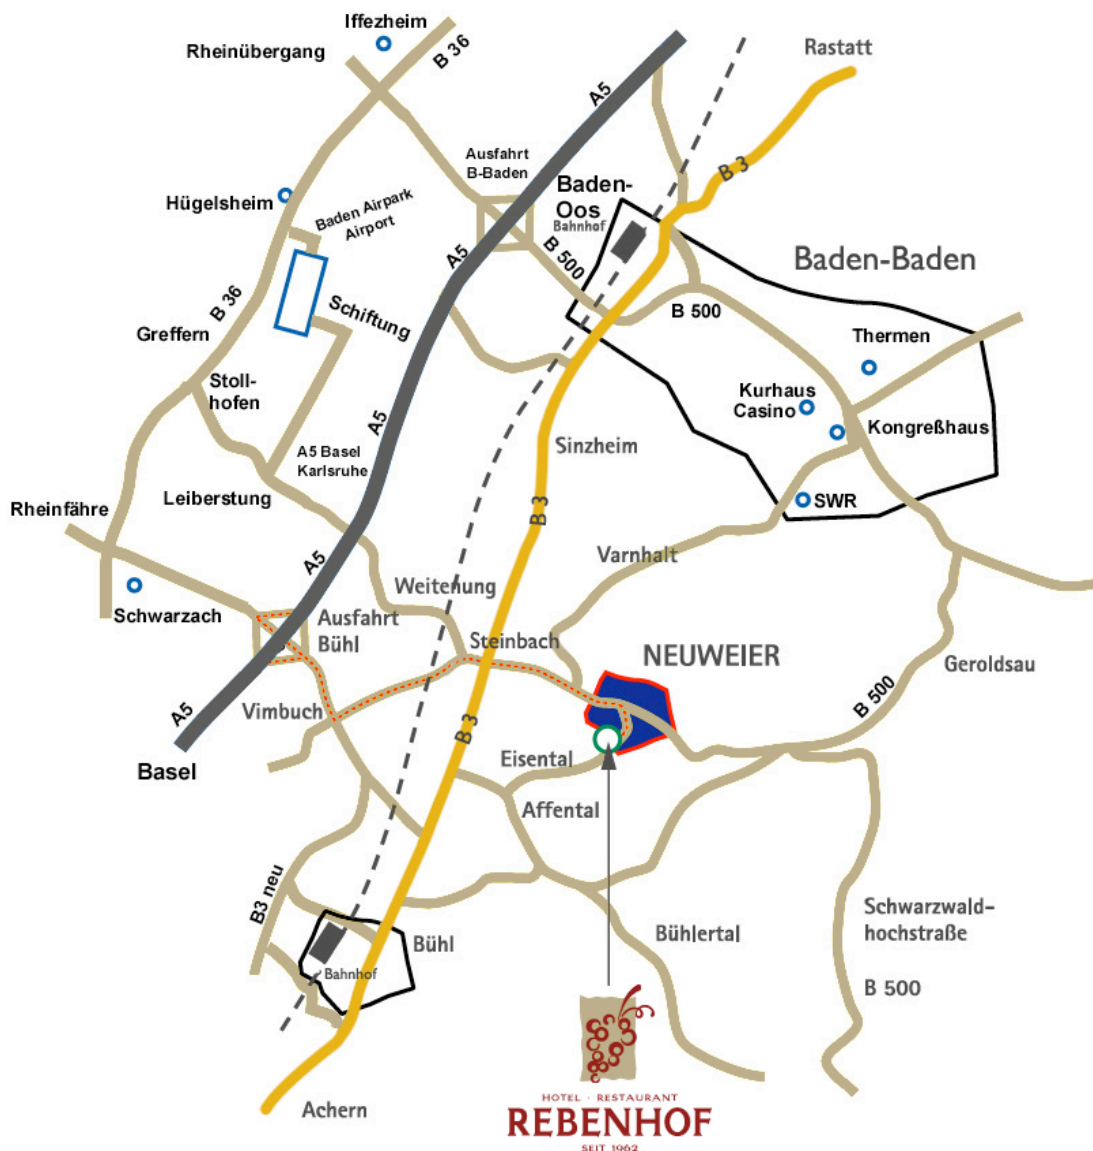 Iffezheim
Rheinübergang
B 36
Rastatt
A5
B 3
Ausfahrt
B-Baden
Baden-
Oos
Bahnhof
Hügelsheim
Baden Airpark
Airport
A5
B 500
Baden-Baden
B 36
Schiftung
B 500
Greffern
Thermen
Stoll-
hofen
Kurhaus
Casino
Kongreßhaus
A5
A5 Basel
Karlsruhe
Sinzheim
Leiberstung
SWR
Rheinfähre
B 3
A5
Varnhalt
Weitenung
Schwarzach
Ausfahrt
Bühl
Steinbach
NEUWEIER
Geroldsau
A5
Vimbuch
B 500
B 3
Basel
Eisental
Affental
B3 neu
Schwarzwald-
hochstraße
Bühl
Bühlertal
Bahnhof
B 500
Achern
HOTEL · RESTAURANT
REBENHOF
SEIT 1962